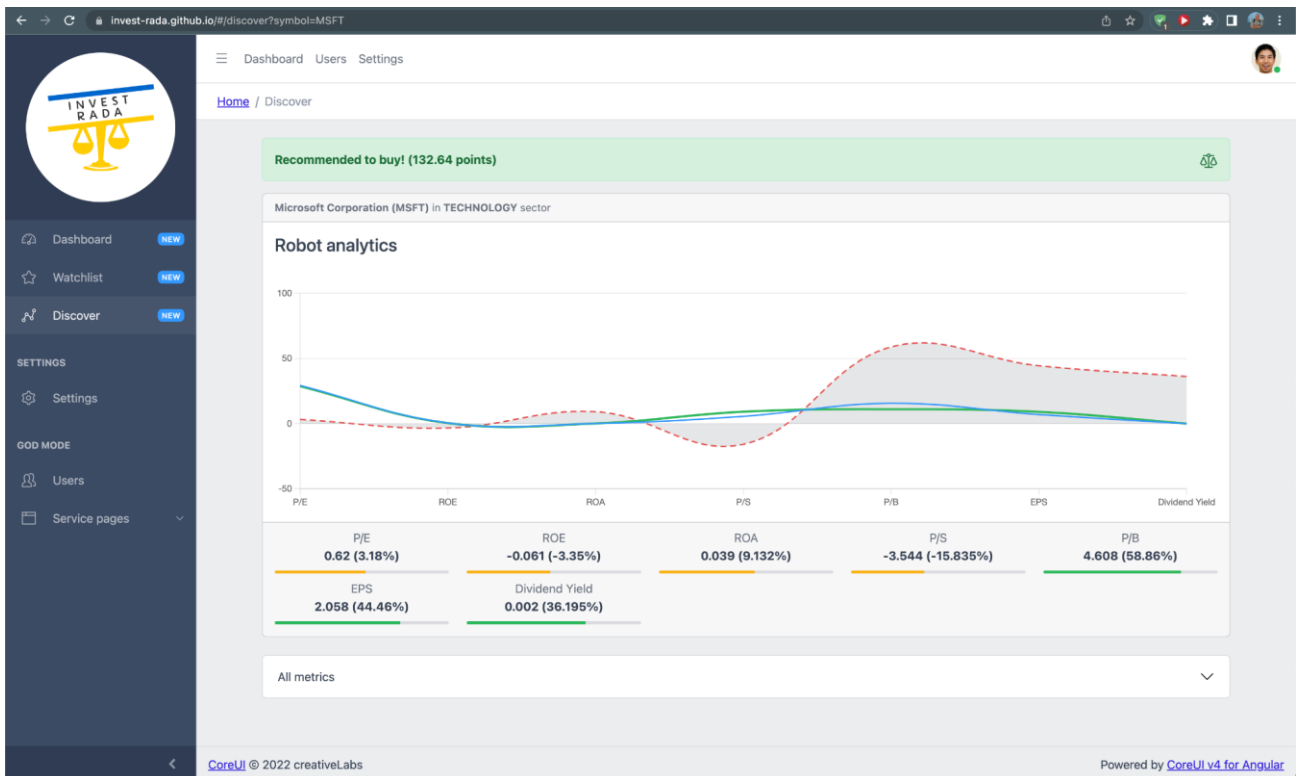 invest-rada.github.io/#/discover?symbol=MSFT
1
INVEST
RADA
Dashboard NEW
Watchlist NEW
Discover NEW
SETTINGS
Settings
GOD MODE
Users
Service pages
Dashboard Users Settings
Home / Discover
Recommended to buy! (132.64 points)
Microsoft Corporation (MSFT) in TECHNOLOGY sector
Robot analytics
100
50
0
-50
P/E ROE ROA P/S P/B EPS Dividend Yield
P/E ROE ROA P/S P/B
0.62 (3.18%) -0.061 (-3.35%) 0.039 (9.132%) -3.544 (-15.835%) 4.608 (58.86%)
EPS Dividend Yield
2.058 (44.46%) 0.002 (36.195%)
All metrics
CoreUI © 2022 creativeLabs
Powered by CoreUI v4 for Angular